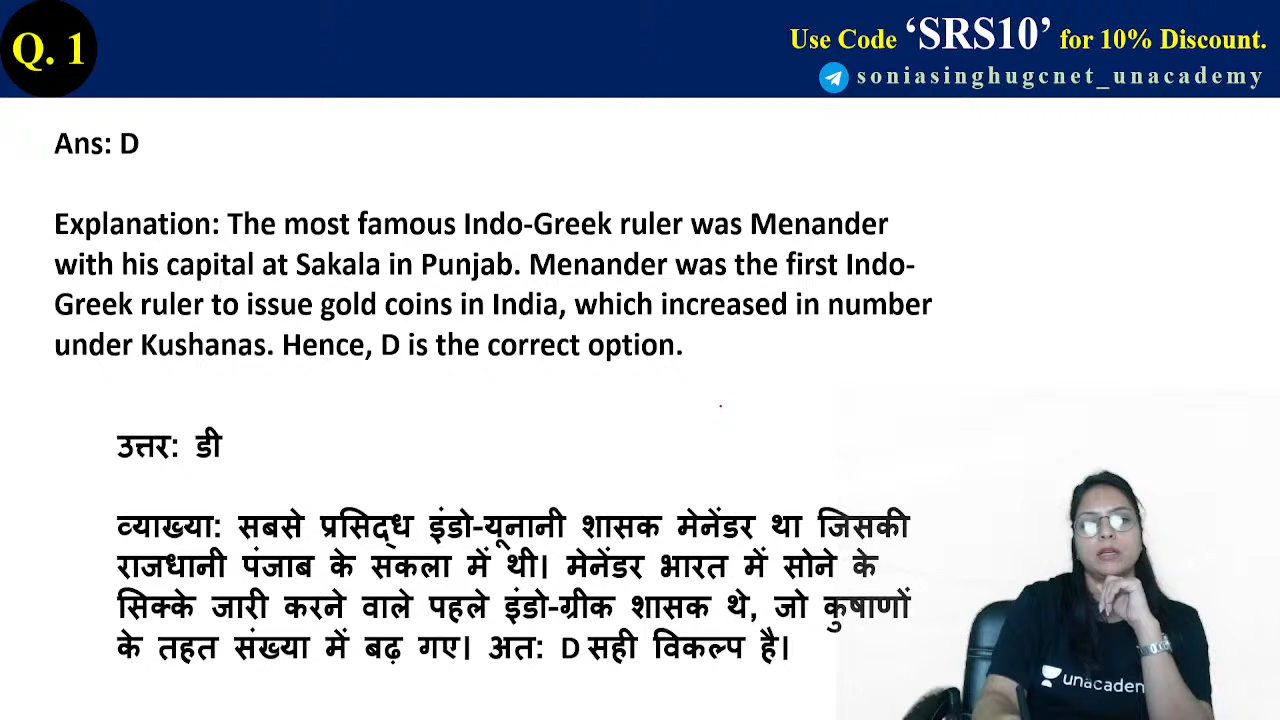 Q. 1
Use Code ‘SRS10’ for 10% Discount.
soniasinghugcnet_unacademy
Ans: D
Explanation: The most famous Indo-Greek ruler was Menander
with his capital at Sakala in Punjab. Menander was the first Indo-
Greek ruler to issue gold coins in India, which increased in number
under Kushanas. Hence, D is the correct option.
उत्तर: डी
व्याख्या: सबसे प्रसिद्ध इंडो-यूनानी शासक मेनेंडर था जिसकी
राजधानी पंजाब के सकला में थी। मेनेंडर भारत में सोने के
सिक्के जारी करने वाले पहले इंडो-ग्रीक शासक थे, जो कुषाणों
के तहत संख्या में बढ़ गए। अत: D सही विकल्प है।
unacaden